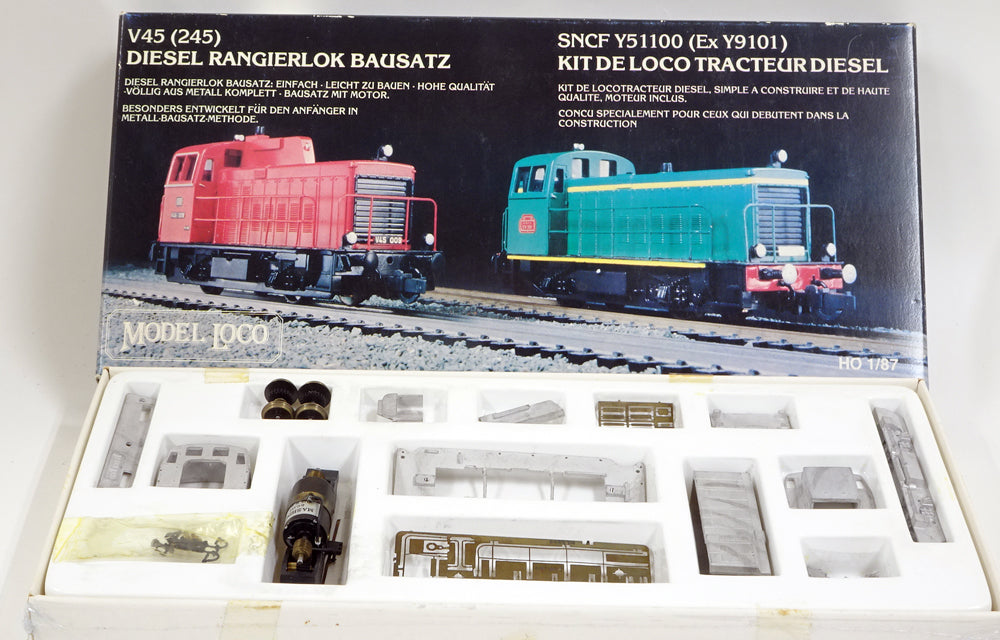 V45 (245)
DIESEL RANGIERLOK BAUSATZ
DIESEL RANGIERLOK BAUSATZ: EINFACH · LEICHT ZU BAUEN · HOHE QUALITÄT
·VÖLLIG AUS METALL KOMPLETT · BAUSATZ MIT MOTOR.
BESONDERS ENTWICKELT FÜR DEN ANFÄNGER IN
METALL-BAUSATZ-METHODE.
SNCF Y51100 (Ex Y9101)
KIT DE LOCO TRACTEUR DIESEL
KIT DE LOCOTRACTEUR DIESEL, SIMPLE A CONSTRUIRE ET DE HAUTE
QUALITE, MOTEUR INCLUS.
CONCU SPECIALEMENT POUR CEUX QUI DEBUTENT DANS LA
CONSTRUCTION
V45 009
MODEL LOCO
HO 1/87